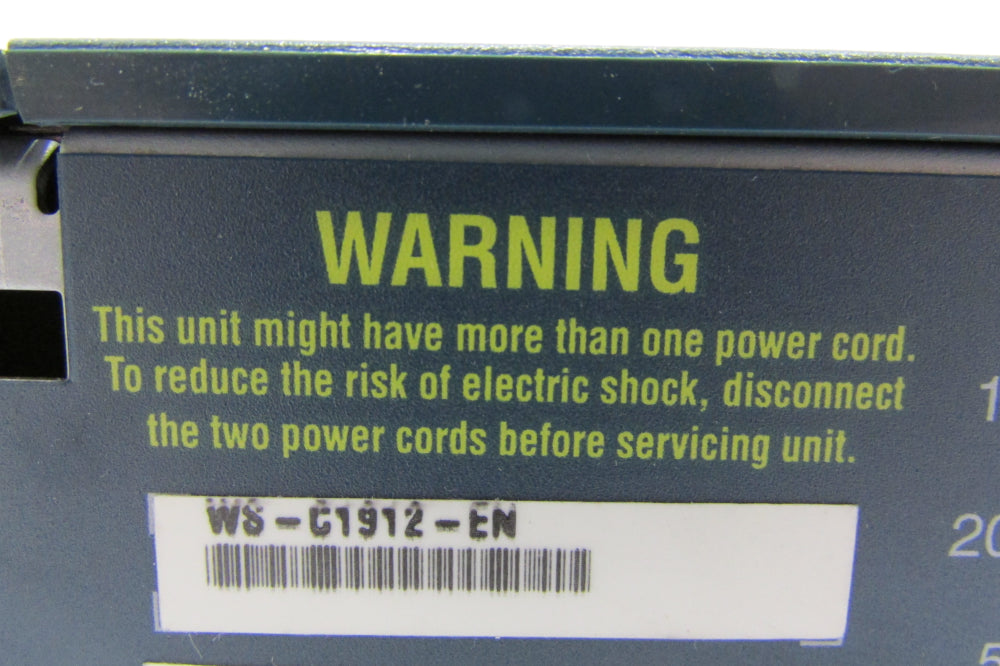 WARNING
This unit might have more than one power cord.
To reduce the risk of electric shock, disconnect
the two power cords before servicing unit.
WS-C1912-EN